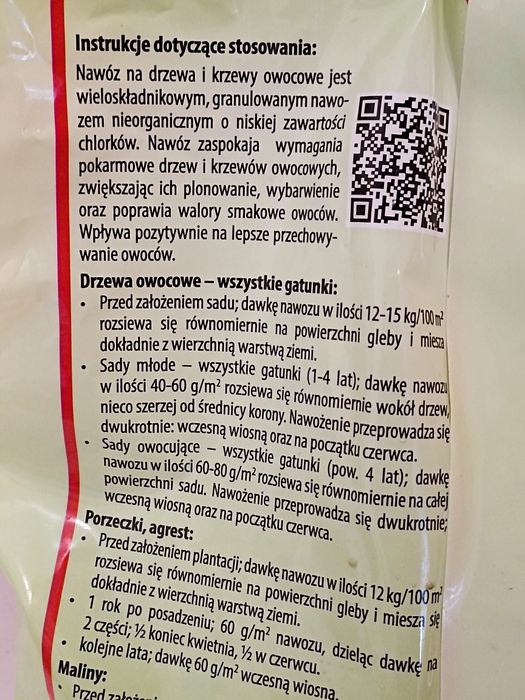 Instrukcje dotyczące stosowania:
Nawóz na drzewa i krzewy owocowe jest
wieloskładnikowym, granulowanym nawo-
zem nieorganicznym o niskiej zawartości
chlorków. Nawóz zaspokaja wymagania
pokarmowe drzew i krzewów owocowych,
zwiększając ich plonowanie, wybarwienie
oraz poprawia walory smakowe owoców.
Wpływa pozytywnie na lepsze przechowy-
wanie owoców.
Drzewa owocowe – wszystkie gatunki:
• Przed założeniem sadu; dawkę nawozu w ilości 12-15 kg/100 m²
rozsiewa się równomiernie na powierzchni gleby i miesza
dokładnie z wierzchnią warstwą ziemi.
• Sady młode – wszystkie gatunki (1-4 lat); dawkę nawozu
w ilości 40-60 g/m² rozsiewa się równomiernie wokół drzew,
nieco szerzej od średnicy korony. Nawożenie przeprowadza się
dwukrotnie: wczesną wiosną oraz na początku czerwca.
• Sady owocujące – wszystkie gatunki (pow. 4 lat); dawkę
nawozu w ilości 60-80 g/m² rozsiewa się równomiernie na całej
powierzchni sadu. Nawożenie przeprowadza się dwukrotnie;
wczesną wiosną oraz na początku czerwca.
Porzeczki, agrest:
• Przed założeniem plantacji; dawkę nawozu w ilości 12 kg/100 m²
rozsiewa się równomiernie na powierzchni gleby i miesza się
dokładnie z wierzchnią warstwą ziemi.
• 1 rok po posadzeniu; 60 g/m² nawozu, dzieląc dawkę na
2 części; ½ koniec kwietnia, ½ w czerwcu.
• kolejne lata; dawkę 60 g/m² wczesną wiosną.
Maliny:
• Przed